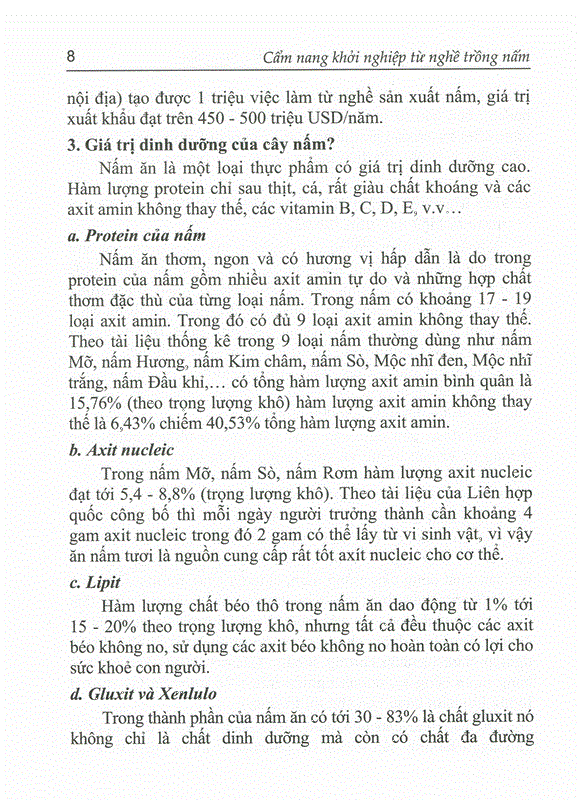 8
Cẩm nang khởi nghiệp từ nghề trồng nấm
nội địa) tạo được 1 triệu việc làm từ nghề sản xuất nấm, giá trị
xuất khẩu đạt trên 450 - 500 triệu USD/năm.
3. Giá trị dinh dưỡng của cây nấm?
Nấm ăn là một loại thực phẩm có giá trị dinh dưỡng cao.
Hàm lượng protein chỉ sau thịt, cá, rất giàu chất khoáng và các
axit amin không thay thế, các vitamin B, C, D, E, v.v…
a. Protein của nấm
Nấm ăn thơm, ngon và có hương vị hấp dẫn là do trong
protein của nấm gồm nhiều axit amin tự do và những hợp chất
thơm đặc thù của từng loại nấm. Trong nấm có khoảng 17 - 19
loại axit amin. Trong đó có đủ 9 loại axit amin không thay thế.
Theo tài liệu thống kê trong 9 loại nấm thường dùng như nấm
Mỡ, nấm Hương, nấm Kim châm, nấm Sò, Mộc nhĩ đen, Mộc nhĩ
trắng, nấm Đầu khỉ,… có tổng hàm lượng axit amin bình quân là
15,76% (theo trọng lượng khô) hàm lượng axit amin không thay
thế là 6,43% chiếm 40,53% tổng hàm lượng axit amin.
b. Axit nucleic
Trong nấm Mỡ, nấm Sò, nấm Rơm hàm lượng axit nucleic
đạt tới 5,4 - 8,8% (trọng lượng khô). Theo tài liệu của Liên hợp
quốc công bố thì mỗi ngày người trưởng thành cần khoảng 4
gam axit nucleic trong đó 2 gam có thể lấy từ vi sinh vật, vì vậy
ăn nấm tươi là nguồn cung cấp rất tốt axít nucleic cho cơ thể.
c. Lipit
Hàm lượng chất béo thô trong nấm ăn dao động từ 1% tới
15 - 20% theo trọng lượng khô, nhưng tất cả đều thuộc các axit
béo không no, sử dụng các axit béo không no hoàn toàn có lợi cho
sức khoẻ con người.
d. Gluxit và Xenlulo
Trong thành phần của nấm ăn có tới 30 - 83% là chất gluxit nó
không chỉ là chất dinh dưỡng mà còn có chất đa đường